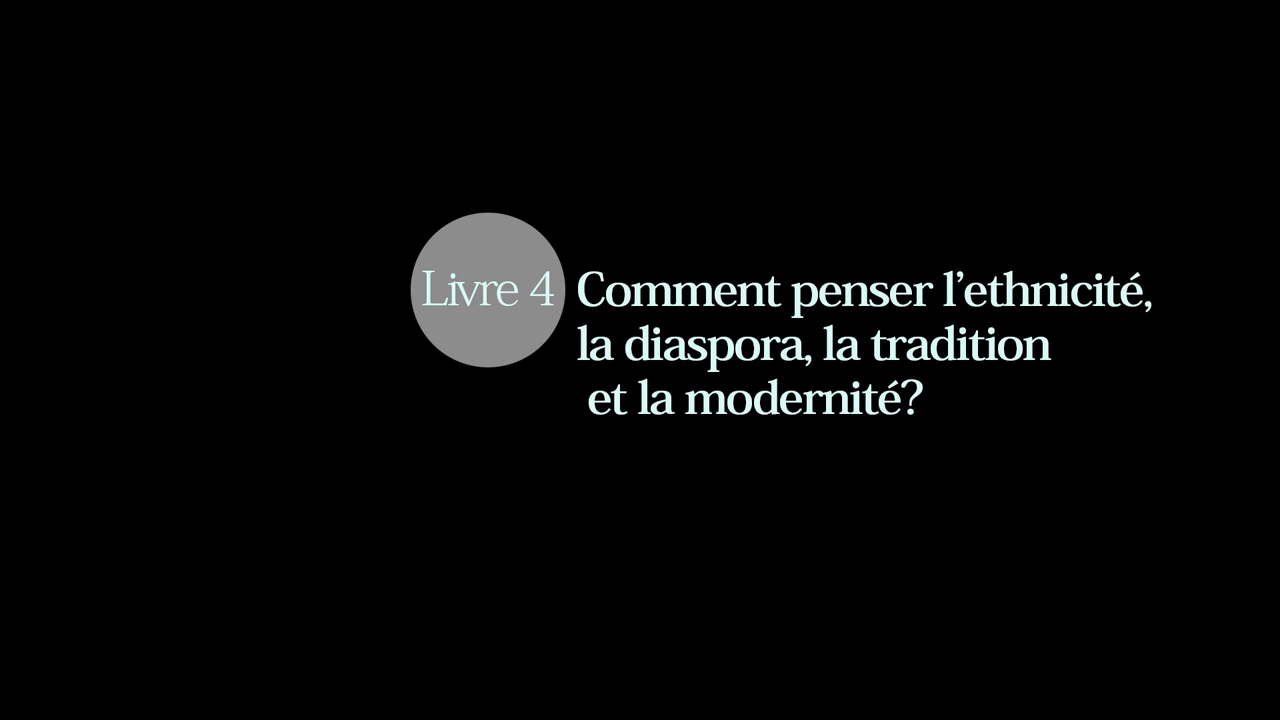 Livre 4 Comment penser l’ethnicité,
la diaspora, la tradition
et la modernité?